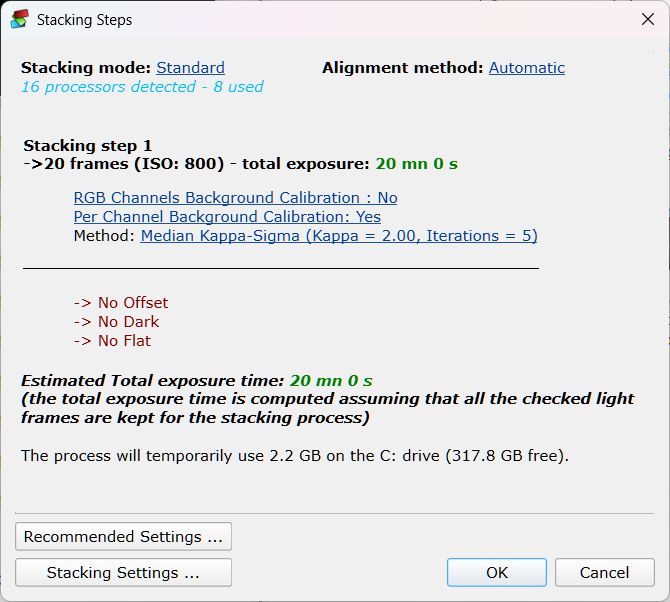 Stacking Steps
Stacking mode: Standard
Alignment method: Automatic
16 processors detected - 8 used
Stacking step 1
->20 frames (ISO: 800) - total exposure: 20 mn 0 s
RGB Channels Background Calibration : No
Per Channel Background Calibration: Yes
Method: Median Kappa-Sigma (Kappa = 2.00, Iterations = 5)
-> No Offset
-> No Dark
-> No Flat
Estimated Total exposure time: 20 mn 0 s
(the total exposure time is computed assuming that all the checked light
frames are kept for the stacking process)
The process will temporarily use 2.2 GB on the C: drive (317.8 GB free).
Recommended Settings ...
Stacking Settings ...
OK
Cancel